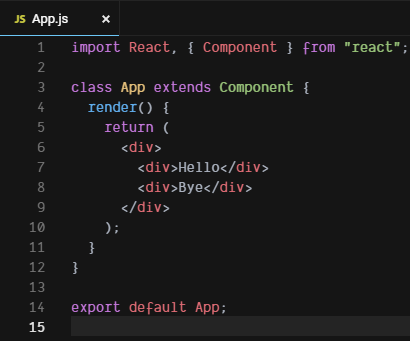 JS App.js ×
1 import React, { Component } from "react";
2
3 class App extends Component {
4   render() {
5     return (
6       <div>
7         <div>Hello</div>
8         <div>Bye</div>
9       </div>
10     );
11   }
12 }
13
14 export default App;
15